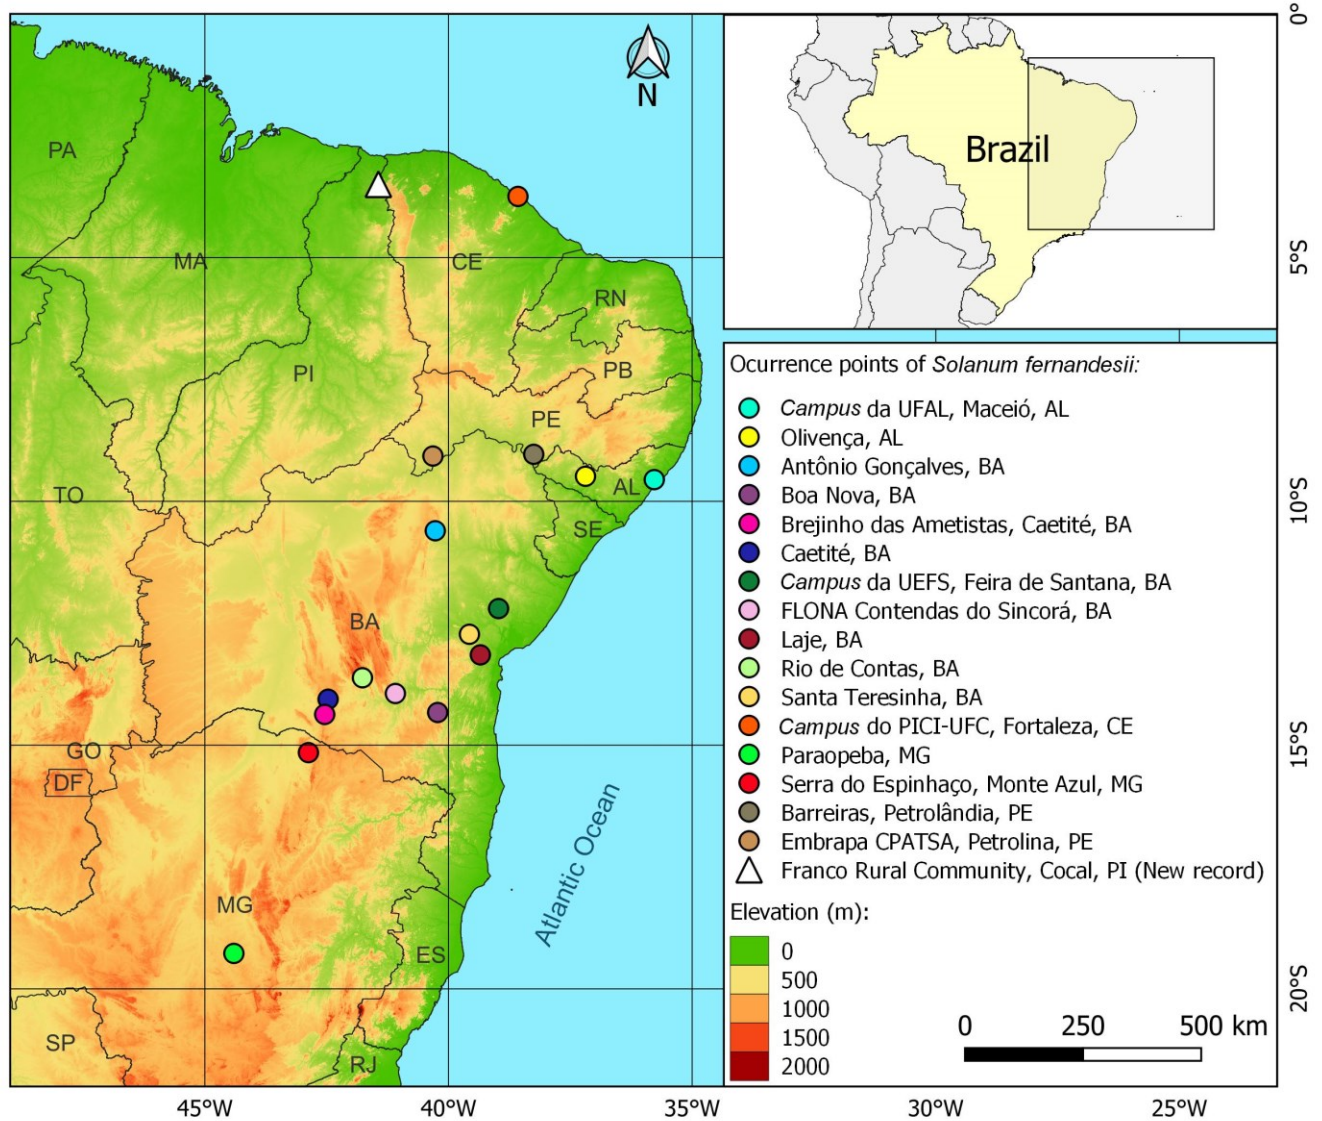 0°
N
Brazil
PA
MA
CE
5°S
RN
PI
PB
Ocurrence points of Solanum fernandesii:
Campus da UFAL, Maceió, AL
Olivença, AL
Antônio Gonçalves, BA
Boa Nova, BA
Brejinho das Ametistas, Caetité, BA
Caetité, BA
Campus da UEFS, Feira de Santana, BA
FLONA Contendas do Sincorá, BA
Laje, BA
Rio de Contas, BA
Santa Teresinha, BA
Campus do PICI-UFC, Fortaleza, CE
Paraopeba, MG
Serra do Espinhaço, Monte Azul, MG
Barreiras, Petrolândia, PE
Embrapa CPATSA, Petrolina, PE
Franco Rural Community, Cocal, PI (New record)
PE
TO
AL
10°S
SE
BA
GO
15°S
DF
Atlantic Ocean
MG
ES
Elevation (m):
0
500
1000
1500
2000
20°S
0 250 500 km
SP
RJ
45°W 40°W 35°W 30°W 25°W